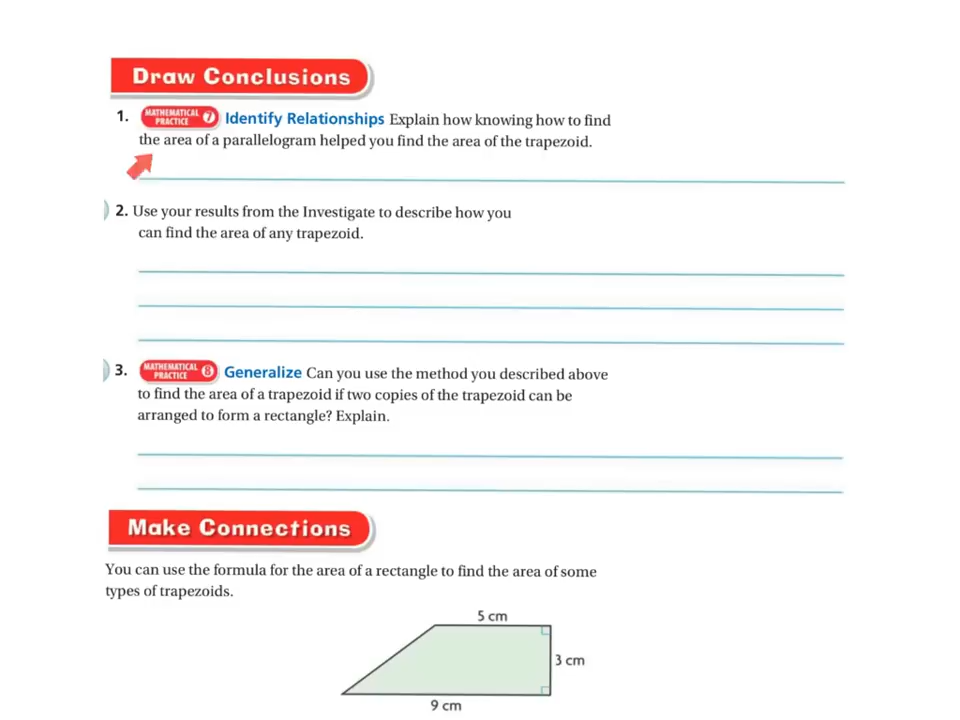 Draw Conclusions
1. MATHEMATICAL PRACTICE 7 Identify Relationships Explain how knowing how to find
the area of a parallelogram helped you find the area of the trapezoid.
2. Use your results from the Investigate to describe how you
can find the area of any trapezoid.
3. MATHEMATICAL PRACTICE 8 Generalize Can you use the method you described above
to find the area of a trapezoid if two copies of the trapezoid can be
arranged to form a rectangle? Explain.
Make Connections
You can use the formula for the area of a rectangle to find the area of some
types of trapezoids.
5 cm
3 cm
9 cm